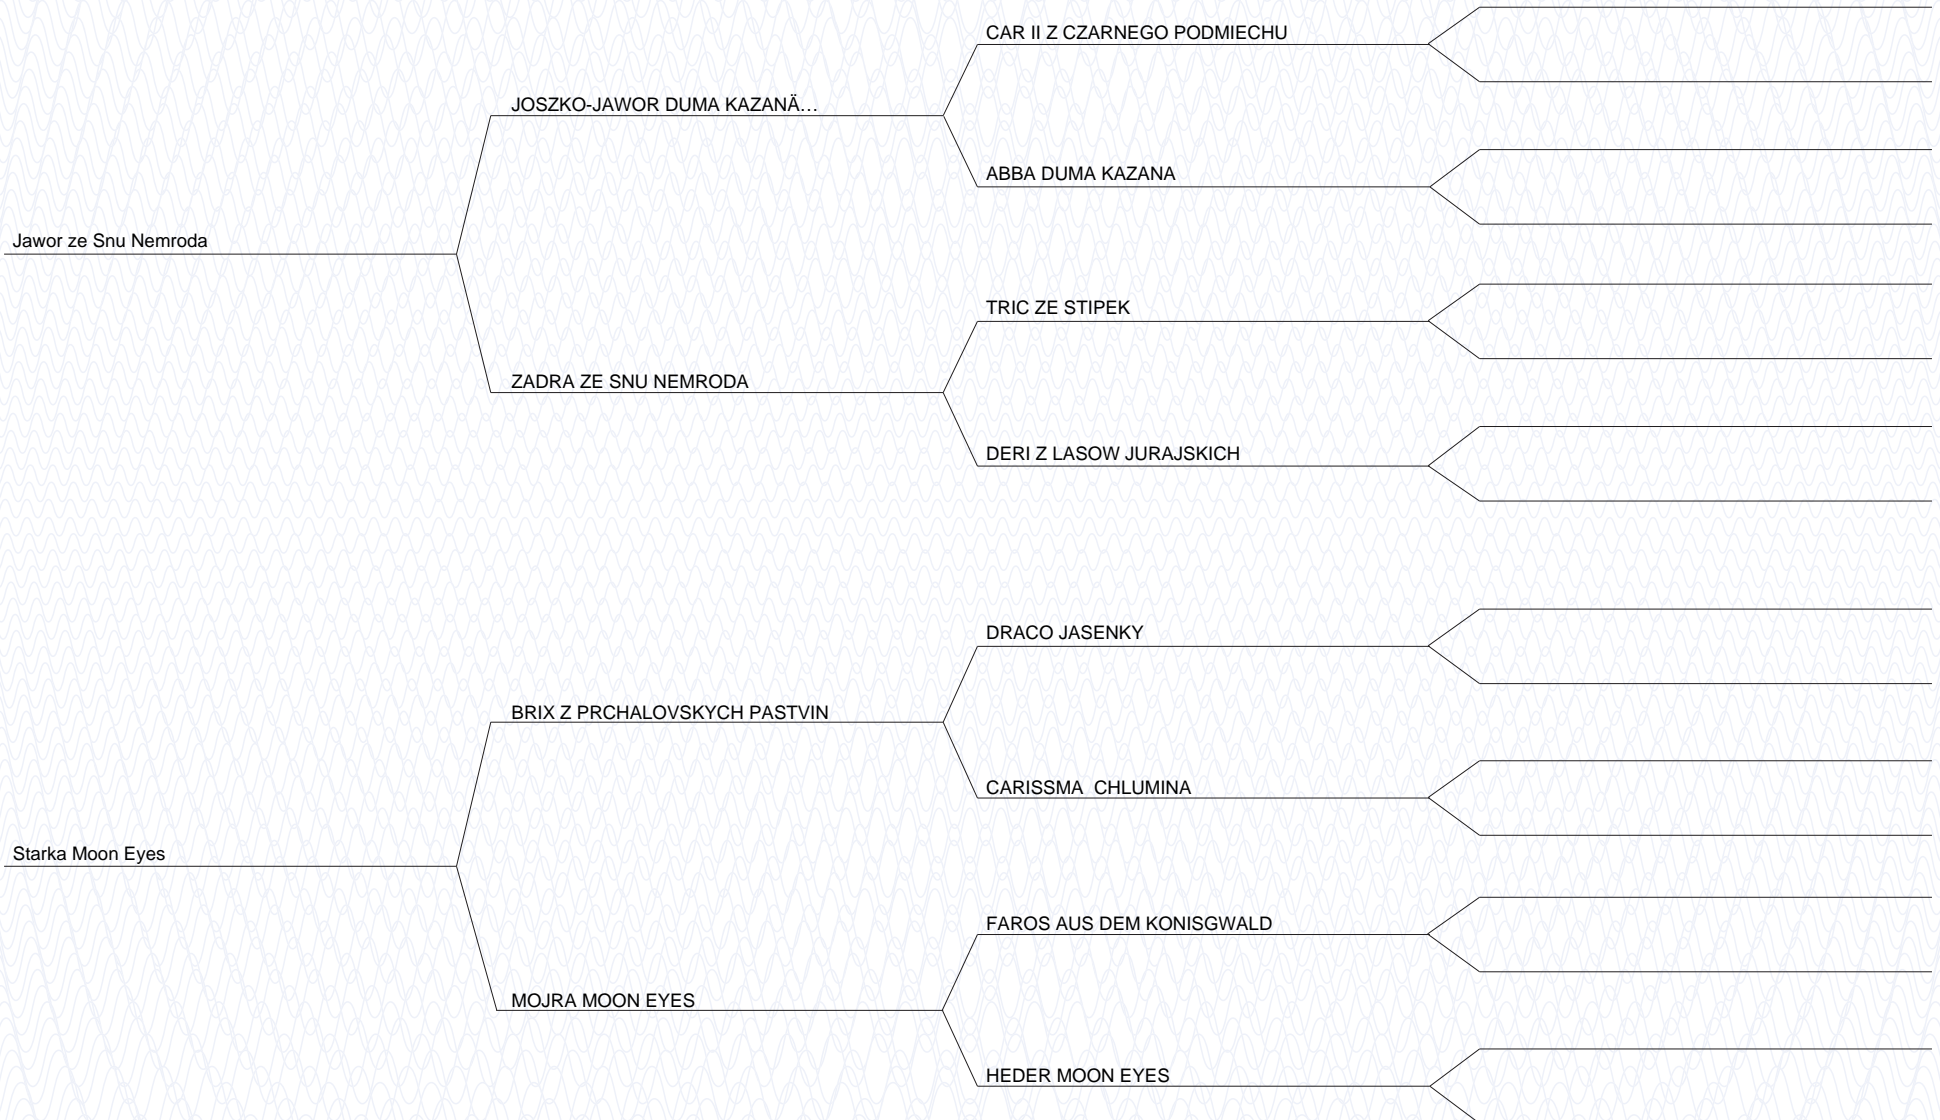 CAR II Z CZARNEGO PODMIECHU
JOSZKO-JAWOR DUMA KAZANÄ…
ABBA DUMA KAZANA
Jawor ze Snu Nemroda
TRIC ZE STIPEK
ZADRA ZE SNU NEMRODA
DERI Z LASOW JURAJSKICH
DRACO JASENKY
BRIX Z PRCHALOVSKYCH PASTVIN
CARISSMA  CHLUMINA
Starka Moon Eyes
FAROS AUS DEM KONISGWALD
MOJRA MOON EYES
HEDER MOON EYES